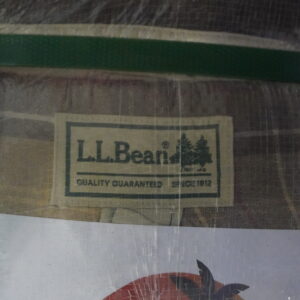 L.L.Bean®
QUALITY GUARANTEED SINCE 1912